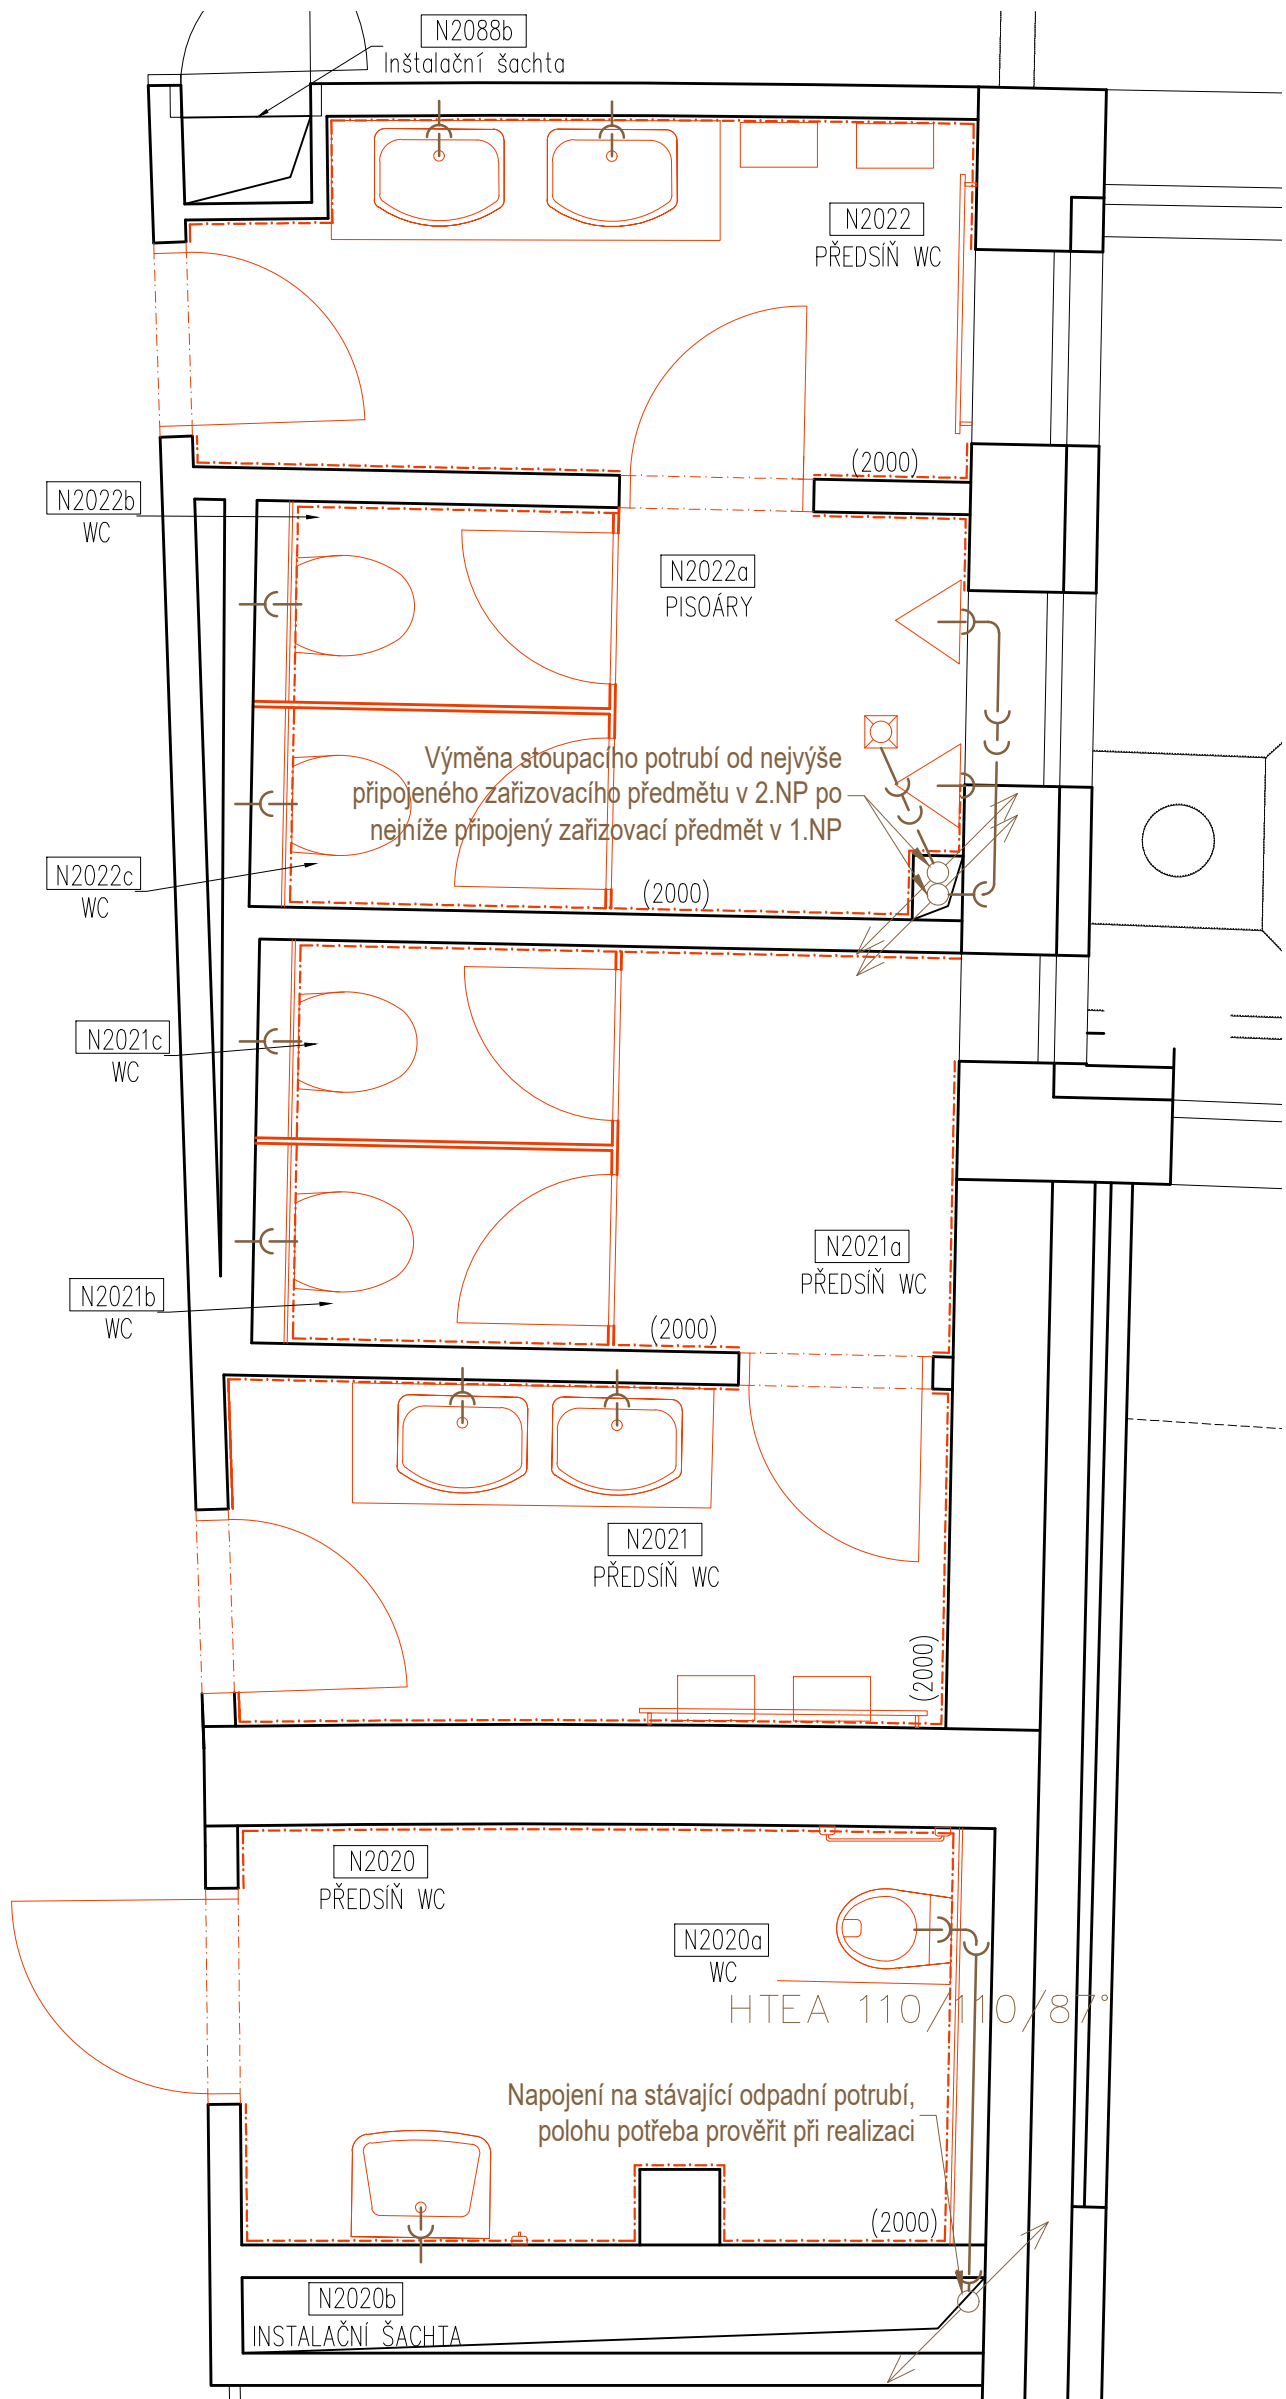 N2088b
Inštalační šachta
N2022
PŘEDSÍŇ WC
(2000)
N2022b
WC
N2022a
PISOÁRY
Výměna stoupacího potrubí od nejvýše
připojeného zařizovacího předmětu v 2.NP po
nejníže připojený zařizovací předmět v 1.NP
N2022c
WC
(2000)
N2021c
WC
N2021a
PŘEDSÍŇ WC
N2021b
WC
(2000)
N2021
PŘEDSÍŇ WC
(2000)
N2020
PŘEDSÍŇ WC
N2020a
WC
HTEA 110/110/87°
Napojení na stávající odpadní potrubí,
polohu potřeba prověřit při realizaci
(2000)
N2020b
INSTALAČNÍ ŠACHTA